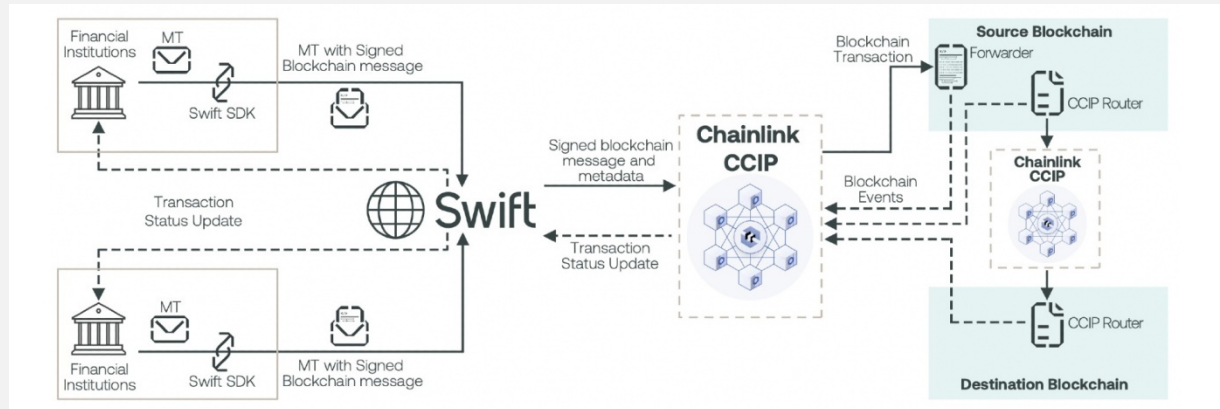 Financial
Institutions
MT
Swift SDK
MT with Signed
Blockchain message
Transaction
Status Update
MT
Financial
Institutions
Swift SDK
MT with Signed
Blockchain message
Swift
Signed blockchain
message and
metadata
Transaction
Status Update
Chainlink
CCIP
Blockchain
Transaction
Blockchain
Events
Source Blockchain
Forwarder
CCIP Router
Chainlink
CCIP
CCIP Router
Destination Blockchain